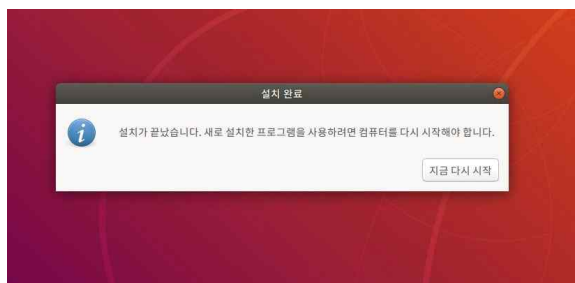 설치 완료
설치가 끝났습니다. 새로 설치한 프로그램을 사용하려면 컴퓨터를 다시 시작해야 합니다.
지금 다시 시작